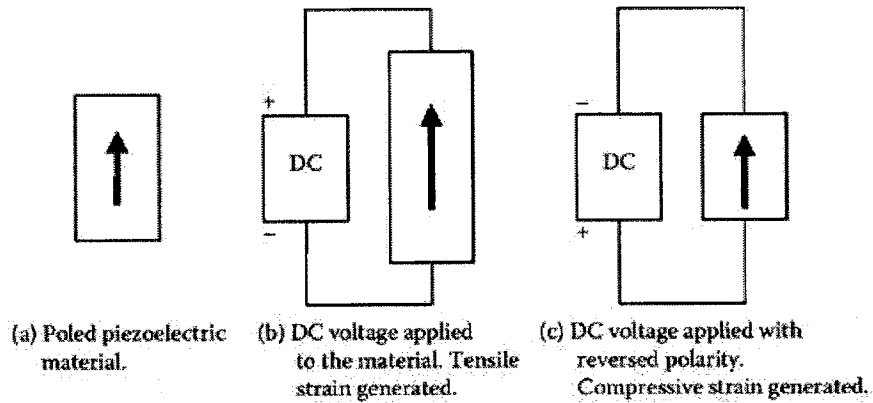 +
DC
−
−
DC
+
(a) Poled piezoelectric
material.
(b) DC voltage applied
to the material. Tensile
strain generated.
(c) DC voltage applied with
reversed polarity.
Compressive strain generated.